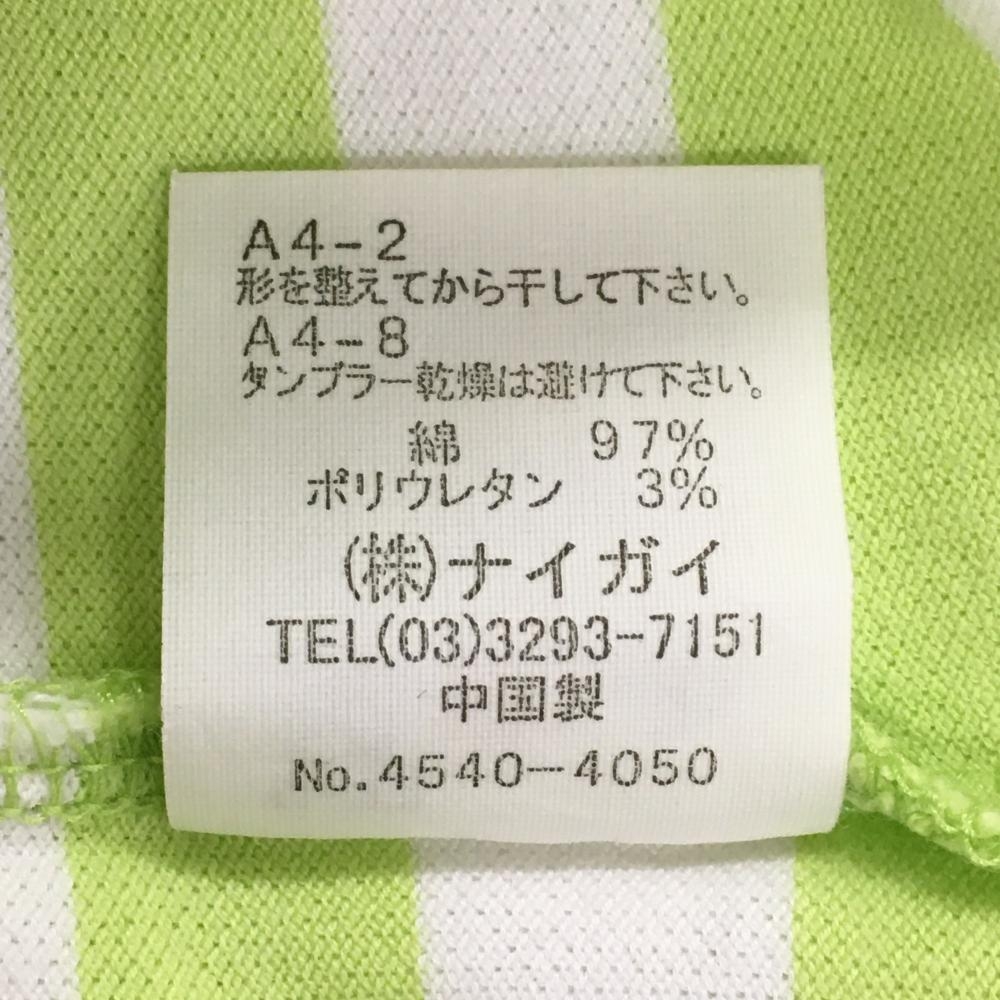 A4-2
形を整えてから干して下さい。
A4-8
タンブラー乾燥は避けて下さい。
綿 97%
ポリウレタン 3%
(株)ナイガイ
TEL(03)3293-7151
中国製
No.4540-4050